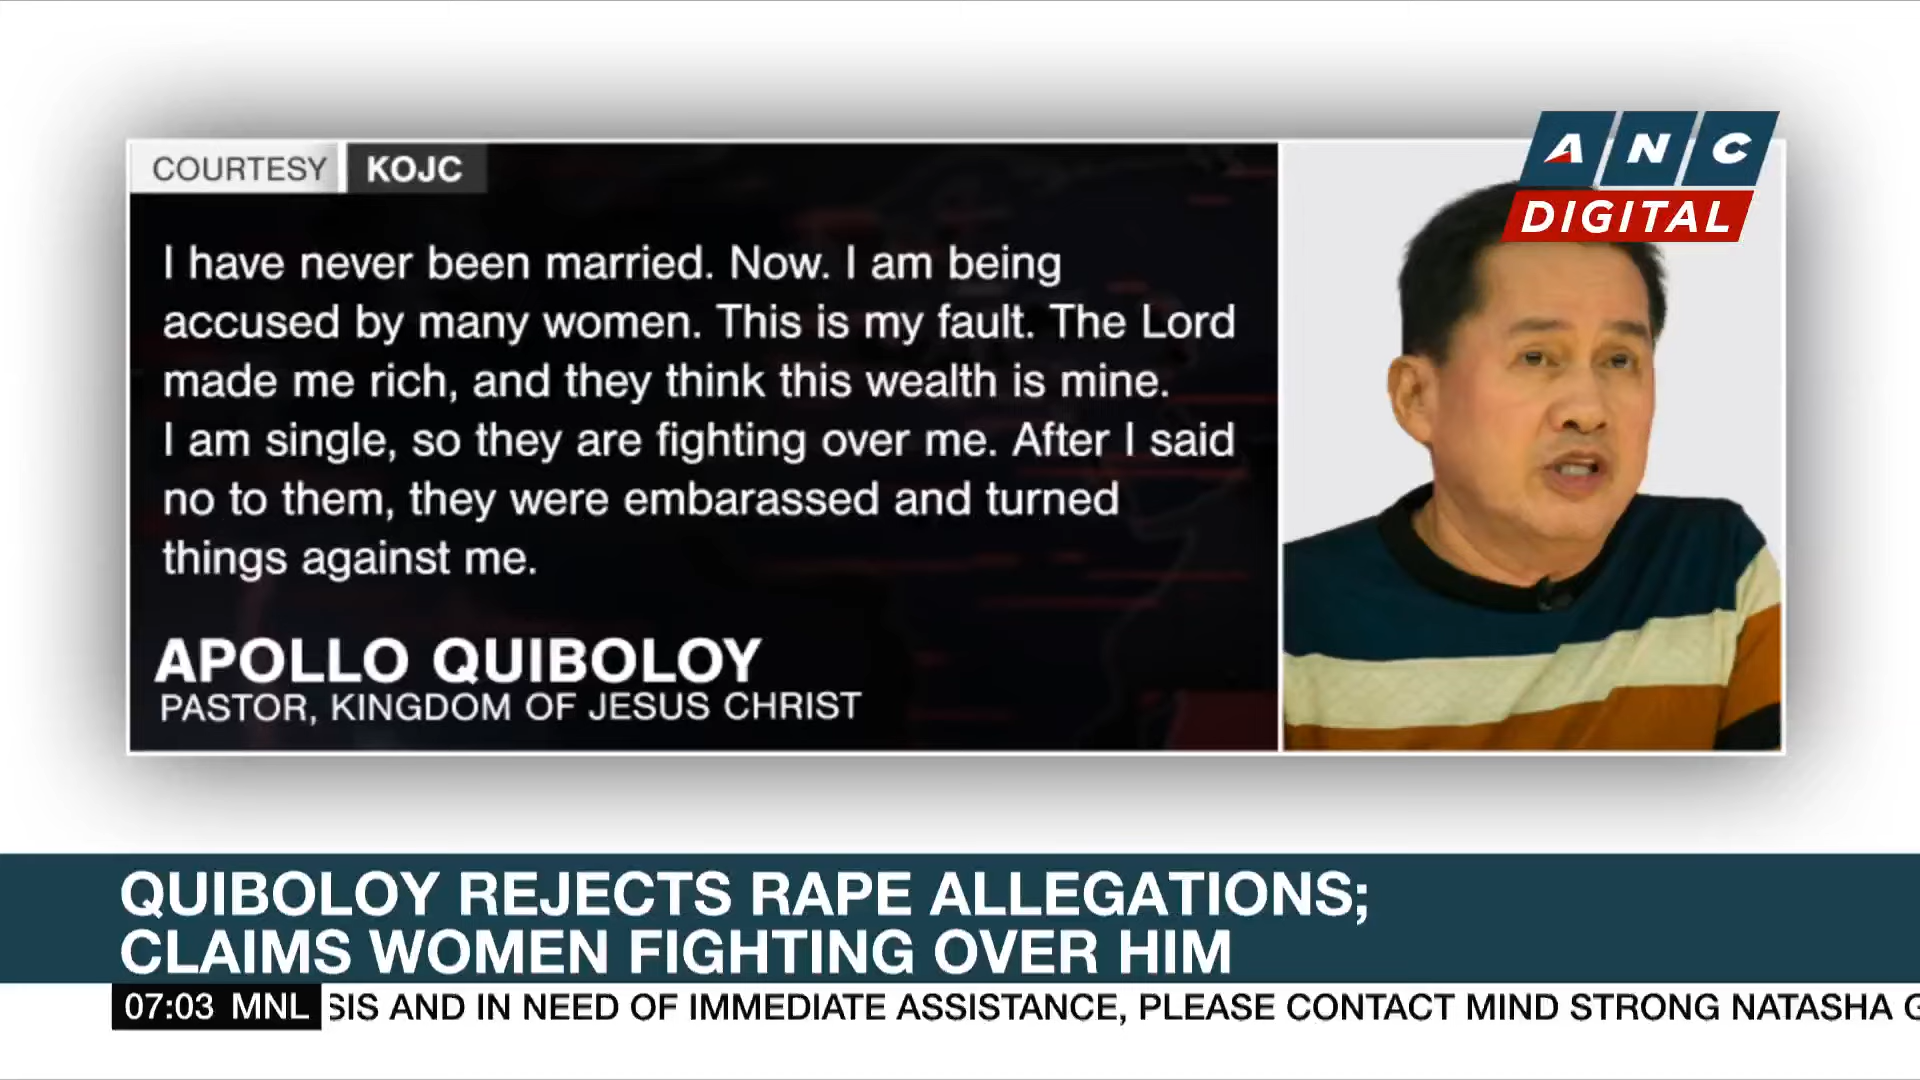 COURTESY KOJC
ANC
DIGITAL
I have never been married. Now. I am being
accused by many women. This is my fault. The Lord
made me rich, and they think this wealth is mine.
I am single, so they are fighting over me. After I said
no to them, they were embarassed and turned
things against me.
APOLLO QUIBOLOY
PASTOR, KINGDOM OF JESUS CHRIST
QUIBOLOY REJECTS RAPE ALLEGATIONS;
CLAIMS WOMEN FIGHTING OVER HIM
07:03 MNL SIS AND IN NEED OF IMMEDIATE ASSISTANCE, PLEASE CONTACT MIND STRONG NATASHA G